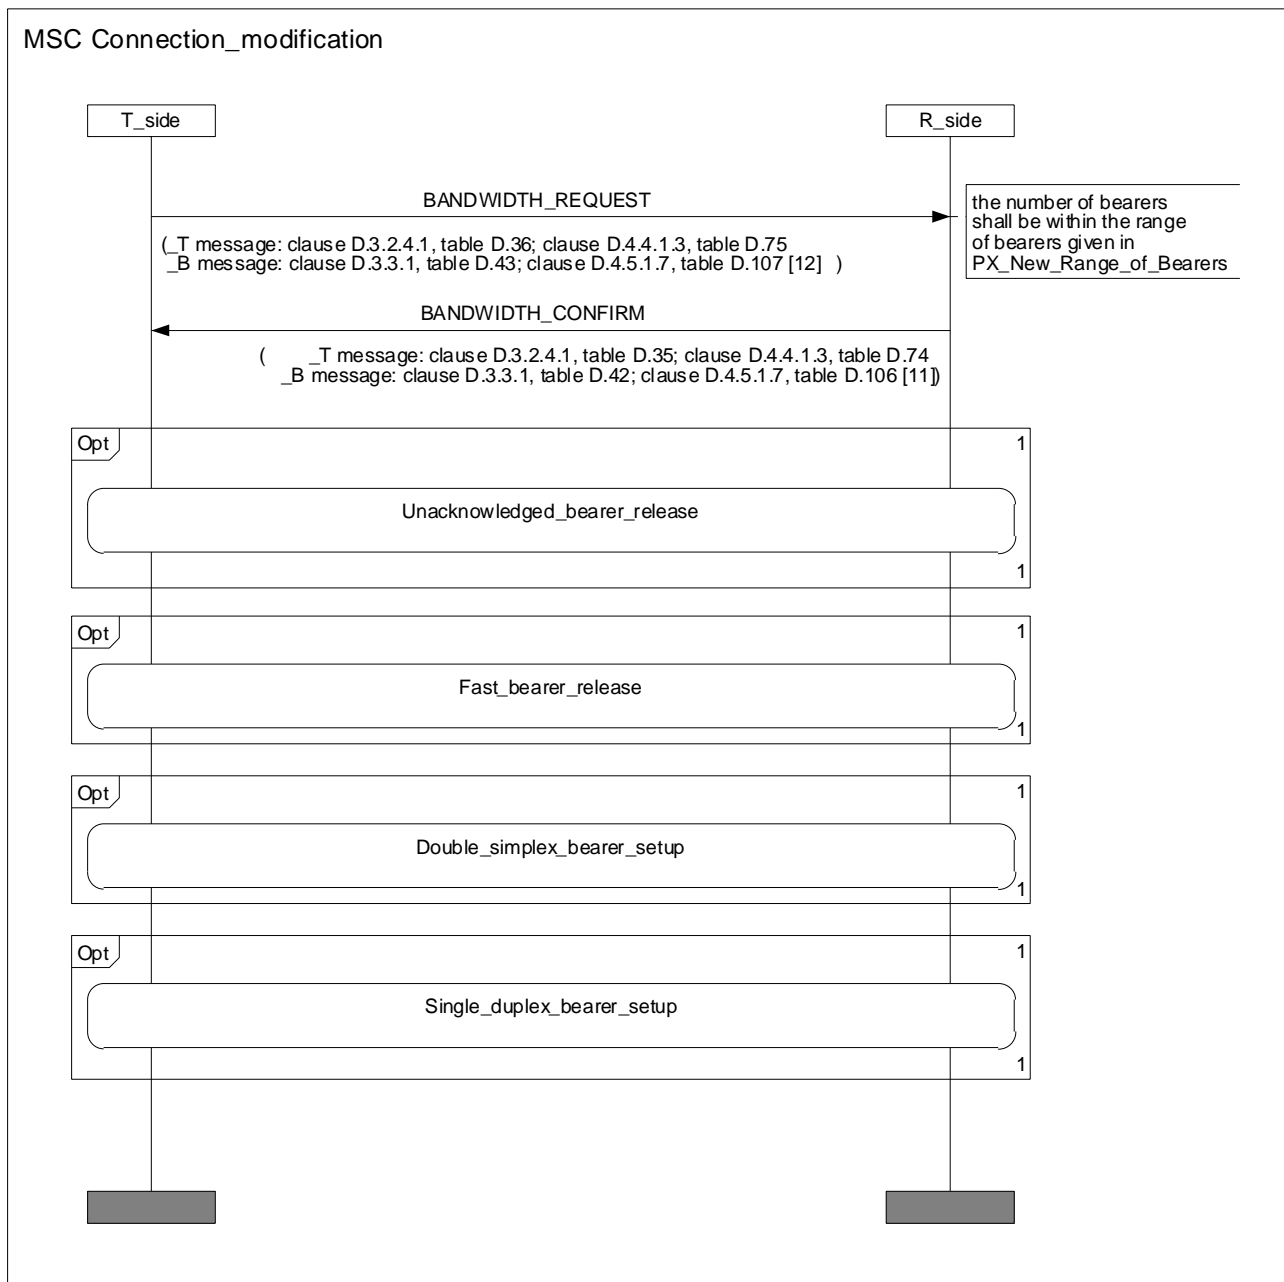 MSC Connection_modification
T_side
R_side
BANDWIDTH_REQUEST
(_T message: clause D.3.2.4.1, table D.36; clause D.4.4.1.3, table D.75
_B message: clause D.3.3.1, table D.43; clause D.4.5.1.7, table D.107 [12] )
the number of bearers
shall be within the range
of bearers given in
PX_New_Range_of_Bearers
BANDWIDTH_CONFIRM
( _T message: clause D.3.2.4.1, table D.35; clause D.4.4.1.3, table D.74
_B message: clause D.3.3.1, table D.42; clause D.4.5.1.7, table D.106 [11])
Opt 1
Unacknowledged_bearer_release
1
Opt 1
Fast_bearer_release
1
Opt 1
Double_simplex_bearer_setup
1
Opt 1
Single_duplex_bearer_setup
1